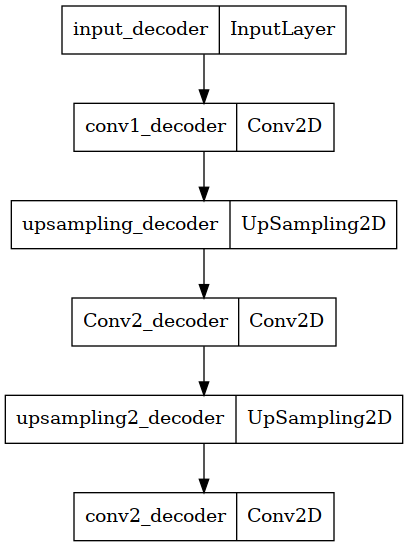 input_decoder InputLayer
conv1_decoder Conv2D
upsampling_decoder UpSampling2D
Conv2_decoder Conv2D
upsampling2_decoder UpSampling2D
conv2_decoder Conv2D